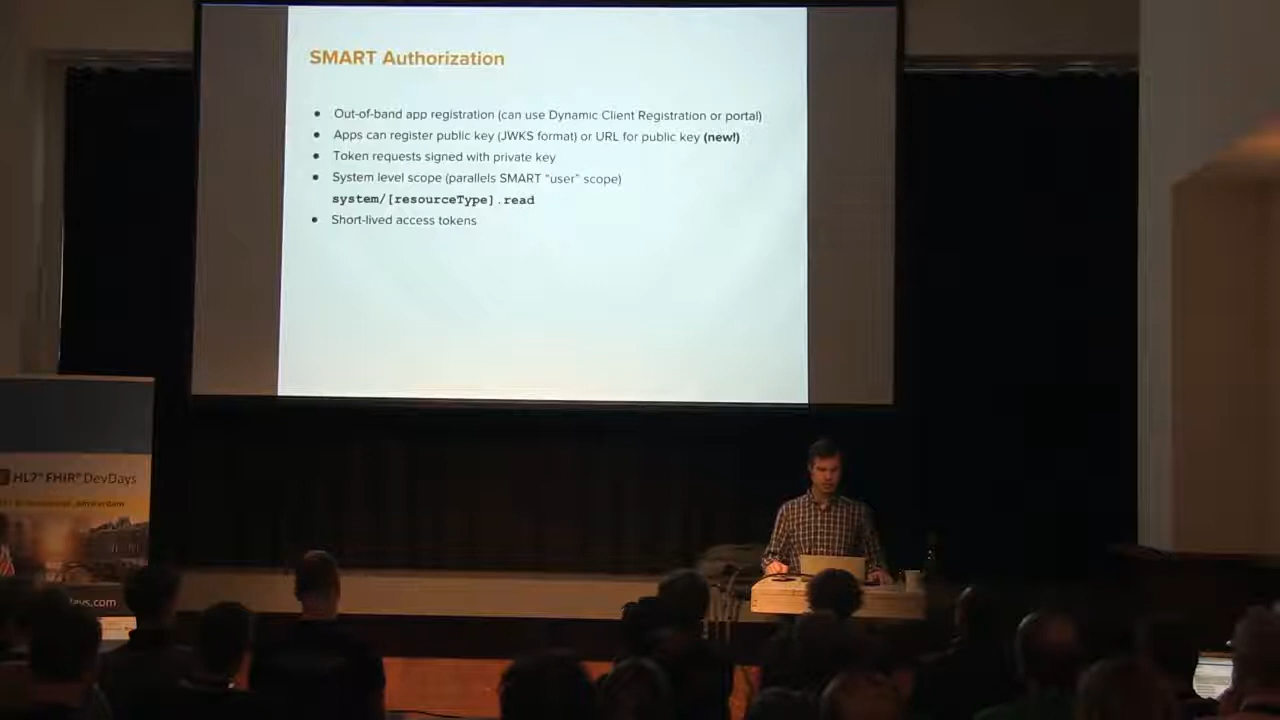 SMART Authorization
• Out-of-band app registration (can use Dynamic Client Registration or portal)
• Apps can register public key (JWKS format) or URL for public key (new!)
• Token requests signed with private key
• System level scope (parallels SMART "user" scope)
system/[resourceType].read
• Short-lived access tokens
HL7® FHIR® DevDays